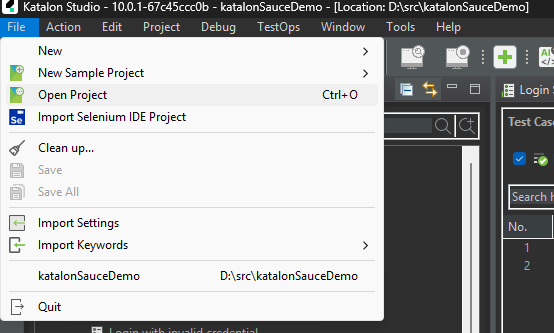 Katalon Studio - 10.0.1-67c45ccc0b - katalonSauceDemo - [Location: D:\src\katalonSauceDemo]
File Action Edit Project Debug TestOps Window Tools Help
New
New Sample Project
Open Project Ctrl+O
Import Selenium IDE Project
Clean up...
Save
Save All
Import Settings
Import Keywords
katalonSauceDemo D:\src\katalonSauceDemo
Quit
AI
Login
Test Cas
Search
No.
1
2
Login with invalid credential